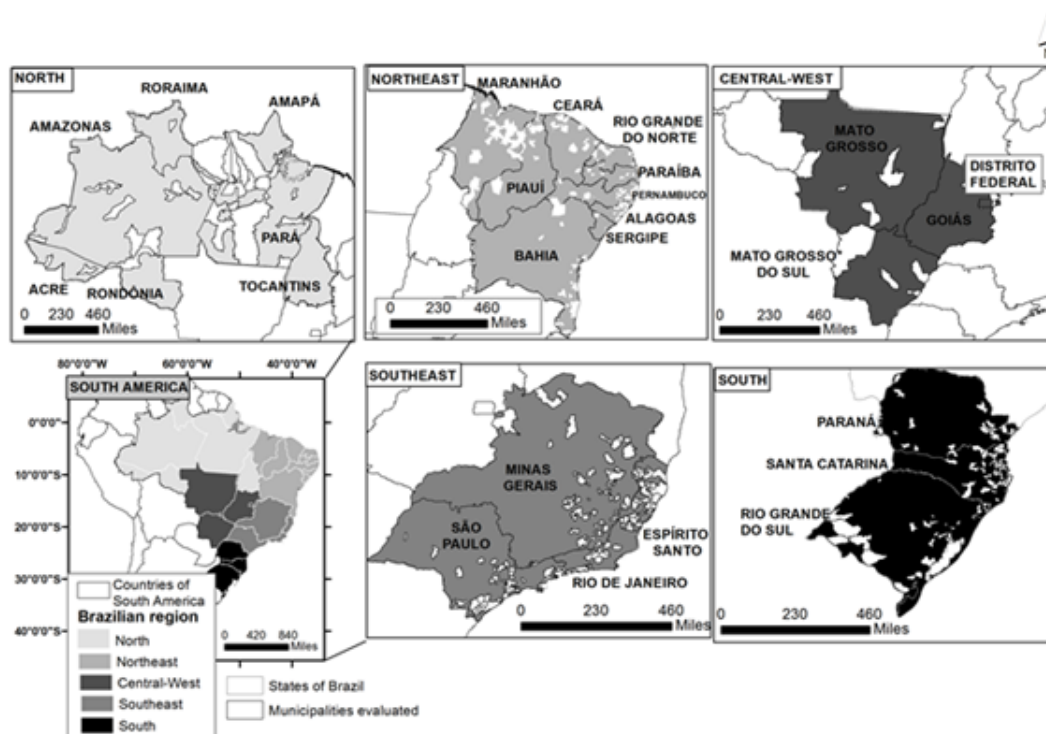 NORTH
RORAIMA
AMAPÁ
AMAZONAS
PARÁ
ACRE
RONDÔNIA
TOCANTINS
0 230 460
Miles
NORTHEAST
MARANHÃO
CEARÁ
RIO GRANDE
DO NORTE
PARAÍBA
PIAUÍ
PERNAMBUCO
ALAGOAS
SERGIPE
BAHIA
0 230 460
Miles
CENTRAL-WEST
MATO
GROSSO
DISTRITO
FEDERAL
GOIÁS
MATO GROSSO
DO SUL
0 230 460
Miles
80°0'0"W 60°0'0"W 40°0'0"W
SOUTH AMERICA
0°0'0"
10°0'0"S
20°0'0"S
30°0'0"S
40°0'0"S
Countries of
South America
Brazilian region
North
Northeast
Central-West
Southeast
South
0 420 840
Miles
States of Brazil
Municipalities evaluated
SOUTHEAST
MINAS
GERAIS
SÃO
PAULO
ESPÍRITO
SANTO
RIO DE JANEIRO
0 230 460
Miles
SOUTH
PARANÁ
SANTA CATARINA
RIO GRANDE
DO SUL
0 230 460
Miles